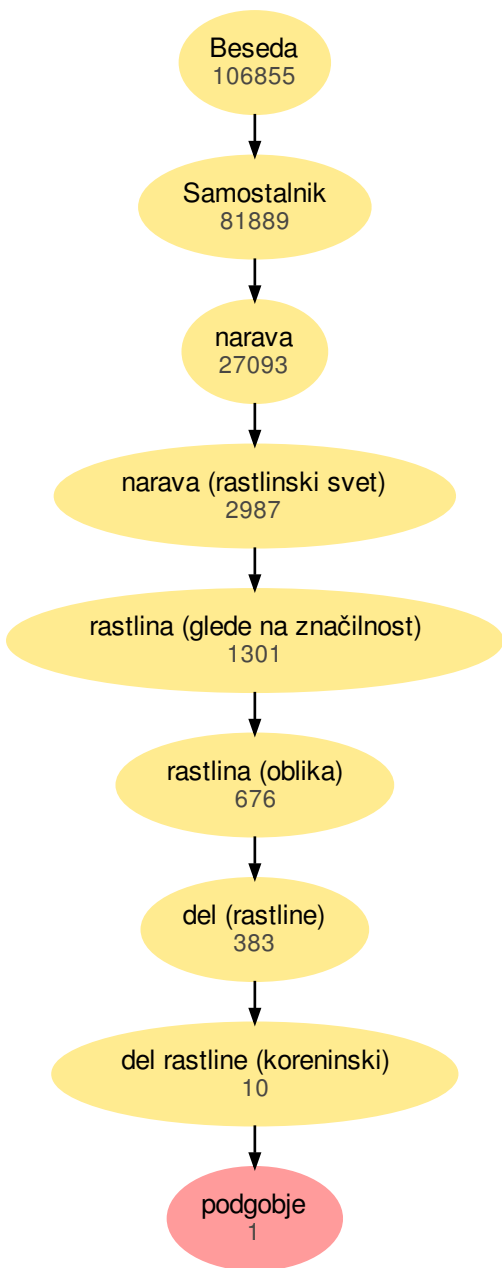 Beseda
106855
Samostalnik
81889
narava
27093
narava (rastlinski svet)
2987
rastlina (glede na značilnost)
1301
rastlina (oblika)
676
del (rastline)
383
del rastline (koreninski)
10
podgobje
1